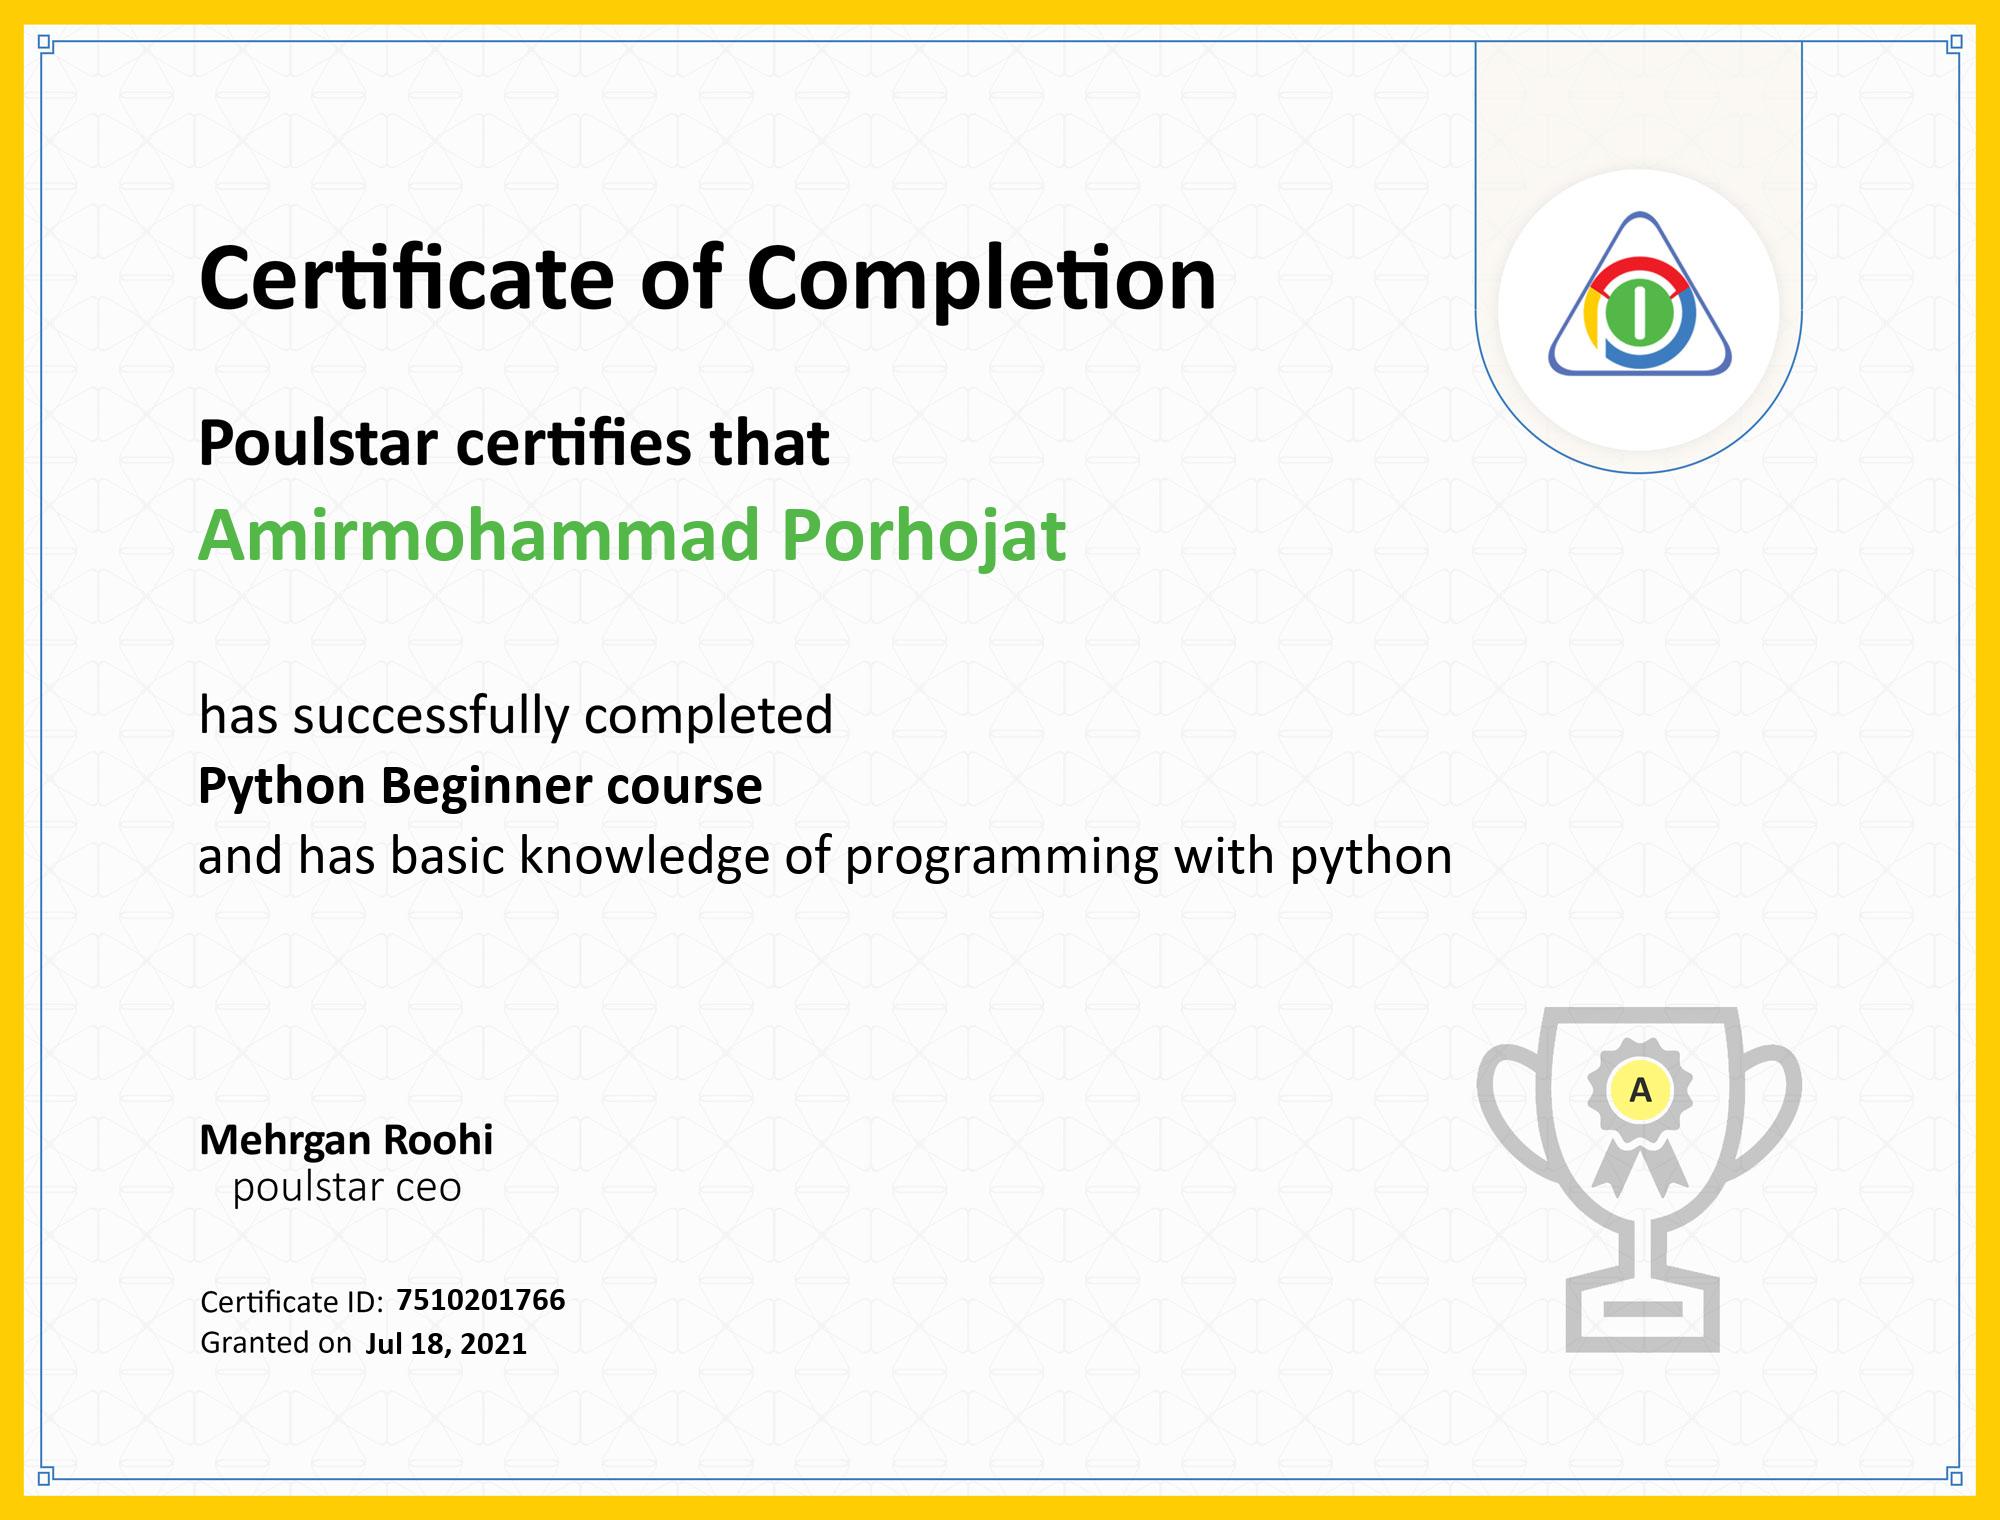 Certificate of Completion
Poulstar certifies that
Amirmohammad Porhojat
has successfully completed
Python Beginner course
and has basic knowledge of programming with python
A
Mehrgan Roohi
poulstar ceo
Certificate ID: 7510201766
Granted on Jul 18, 2021